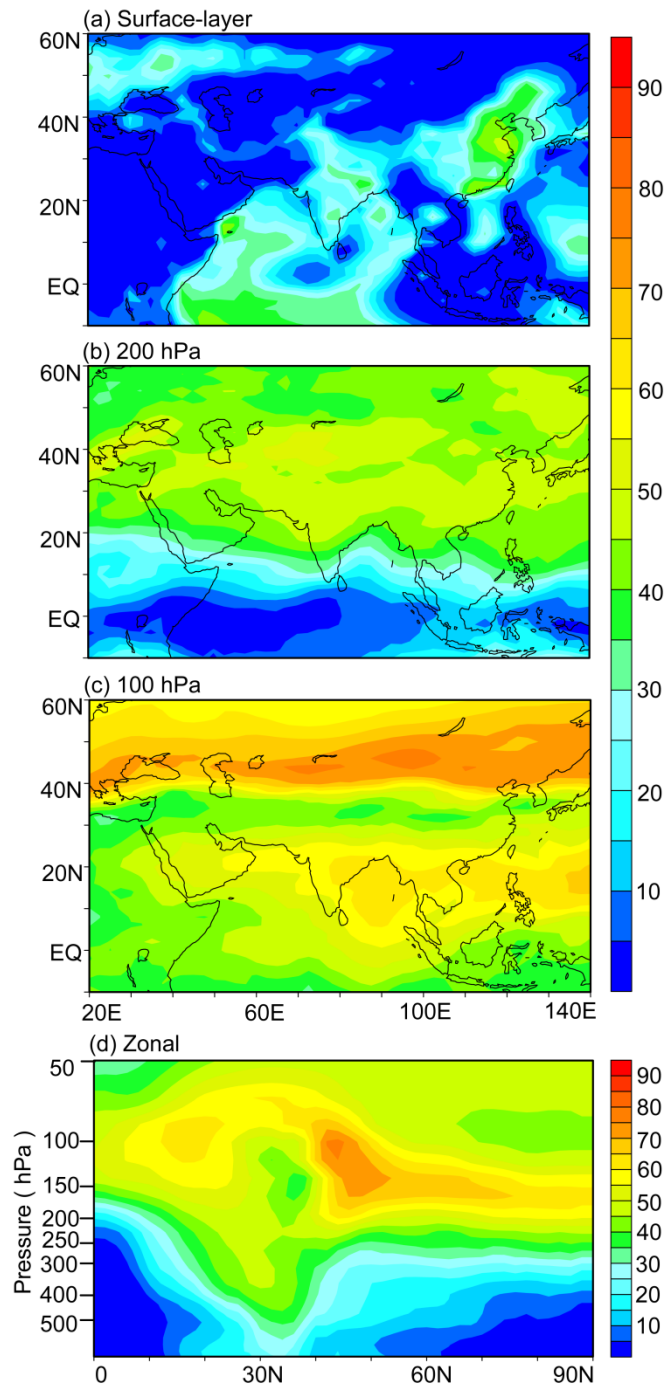 (a) Surface-layer
60N
40N
20N
EQ
(b) 200 hPa
60N
40N
20N
EQ
(c) 100 hPa
60N
40N
20N
EQ
20E 60E 100E 140E
90
80
70
60
50
40
30
20
10
(d) Zonal
50
100
150
200
250
300
400
500
Pressure ( hPa )
0 30N 60N 90N
90
80
70
60
50
40
30
20
10